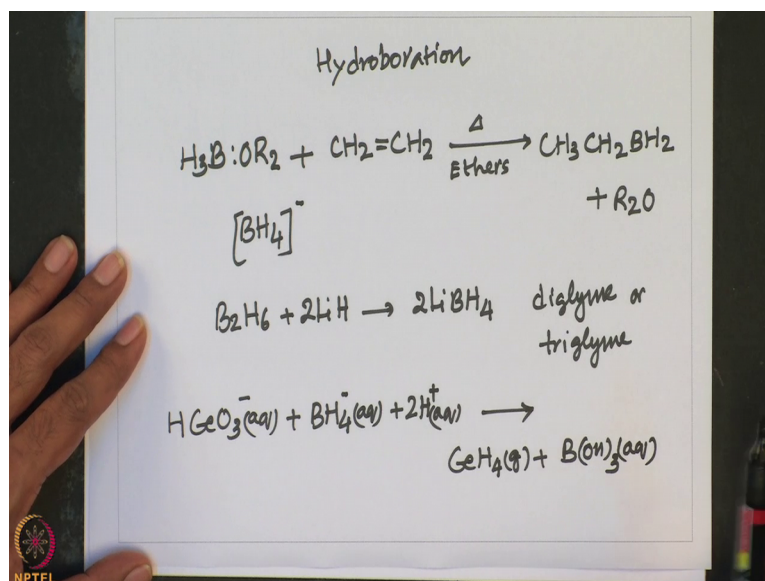 Hydroboration
H3B:OR2 + CH2=CH2 Δ Ethers ⟶ CH3CH2BH2
+ R2O
[BH4]⁻
B2H6 + 2LiH ⟶ 2LiBH4 diglyme or
triglyme
HGeO3⁻(aq) + BH4⁻(aq) + 2H⁺(aq) ⟶
GeH4(g) + B(OH)3(aq)
NPTEL